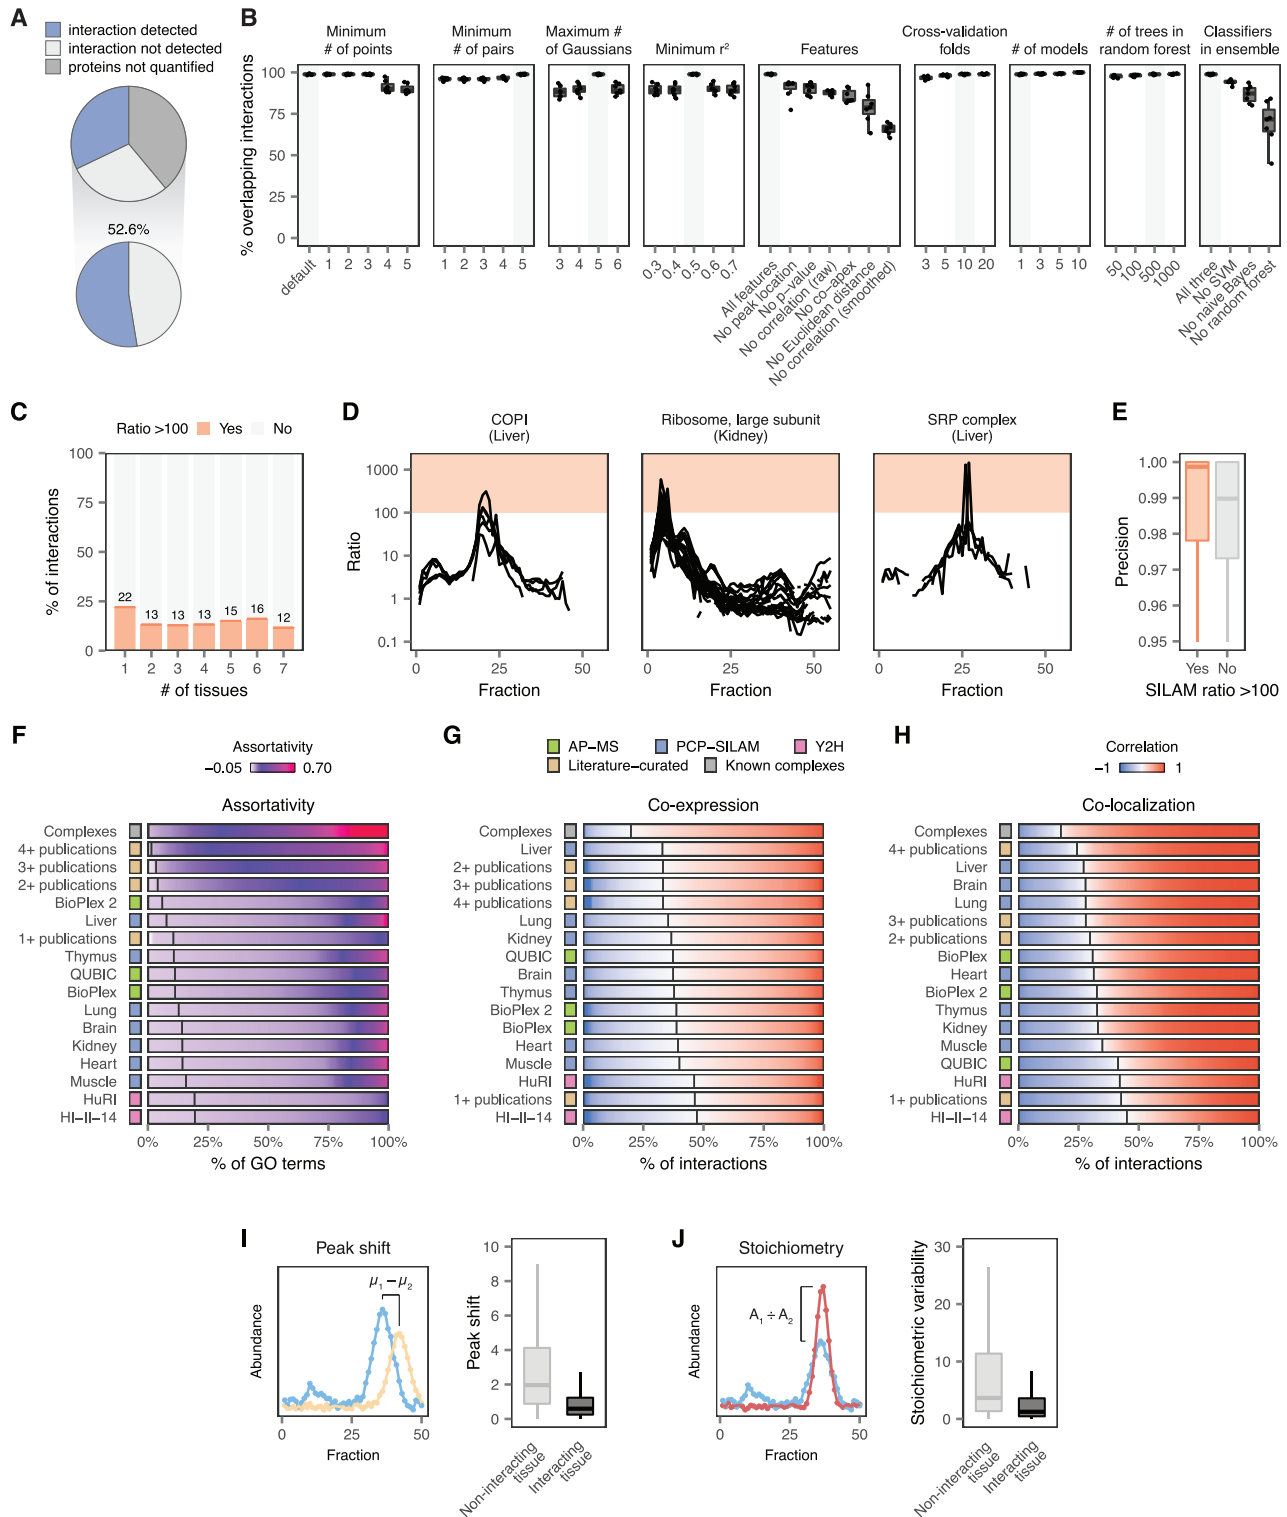 A
interaction detected
interaction not detected
proteins not quantified
52.6%
B
% overlapping interactions
100
75
50
25
0
Minimum
# of points
default
1
2
3
4
5
Minimum
# of pairs
1
2
3
4
5
Maximum #
of Gaussians
3
4
5
6
Minimum r²
0.3
0.4
0.5
0.6
0.7
Features
All features
No peak location
No p-value
No correlation (raw)
No co-apex
No Euclidean distance
No correlation (smoothed)
Cross-validation
folds
3
5
10
20
# of models
1
3
5
10
# of trees in
random forest
50
100
500
1000
Classifiers
in ensemble
All three
No SVM
No naive Bayes
No random forest
C
Ratio >100
Yes
No
% of interactions
100
75
50
25
0
22
13
13
13
15
16
12
1
2
3
4
5
6
7
# of tissues
D
COPI
(Liver)
Ribosome, large subunit
(Kidney)
SRP complex
(Liver)
Ratio
1000
100
10
1
0.1
1
25
50
Fraction
1
25
50
Fraction
1
25
50
Fraction
E
Precision
1.00
0.99
0.98
0.97
0.96
0.95
Yes
No
SILAM ratio >100
F
Assortativity
−0.05
0.70
Assortativity
Complexes
4+ publications
3+ publications
2+ publications
BioPlex 2
Liver
1+ publications
Thymus
QUBIC
BioPlex
Lung
Brain
Kidney
Heart
Muscle
HuRI
HI−II−14
0%
25%
50%
75%
100%
% of GO terms
G
AP−MS
PCP−SILAM
Y2H
Literature−curated
Known complexes
Co-expression
Complexes
Liver
2+ publications
3+ publications
4+ publications
Lung
Kidney
QUBIC
Brain
Thymus
BioPlex 2
BioPlex
Heart
Muscle
HuRI
1+ publications
HI−II−14
0%
25%
50%
75%
100%
% of interactions
H
Correlation
−1
1
Co-localization
Complexes
4+ publications
Liver
Brain
Lung
3+ publications
2+ publications
BioPlex
Heart
BioPlex 2
Thymus
Kidney
Muscle
QUBIC
HuRI
1+ publications
HI−II−14
0%
25%
50%
75%
100%
% of interactions
I
Peak shift
μ₁ − μ₂
Abundance
0
25
50
Fraction
Peak shift
10
8
6
4
2
0
Non-interacting
tissue
Interacting
tissue
J
Stoichiometry
A₁ ÷ A₂
Abundance
0
25
50
Fraction
Stoichiometric variability
30
20
10
0
Non-interacting
tissue
Interacting
tissue